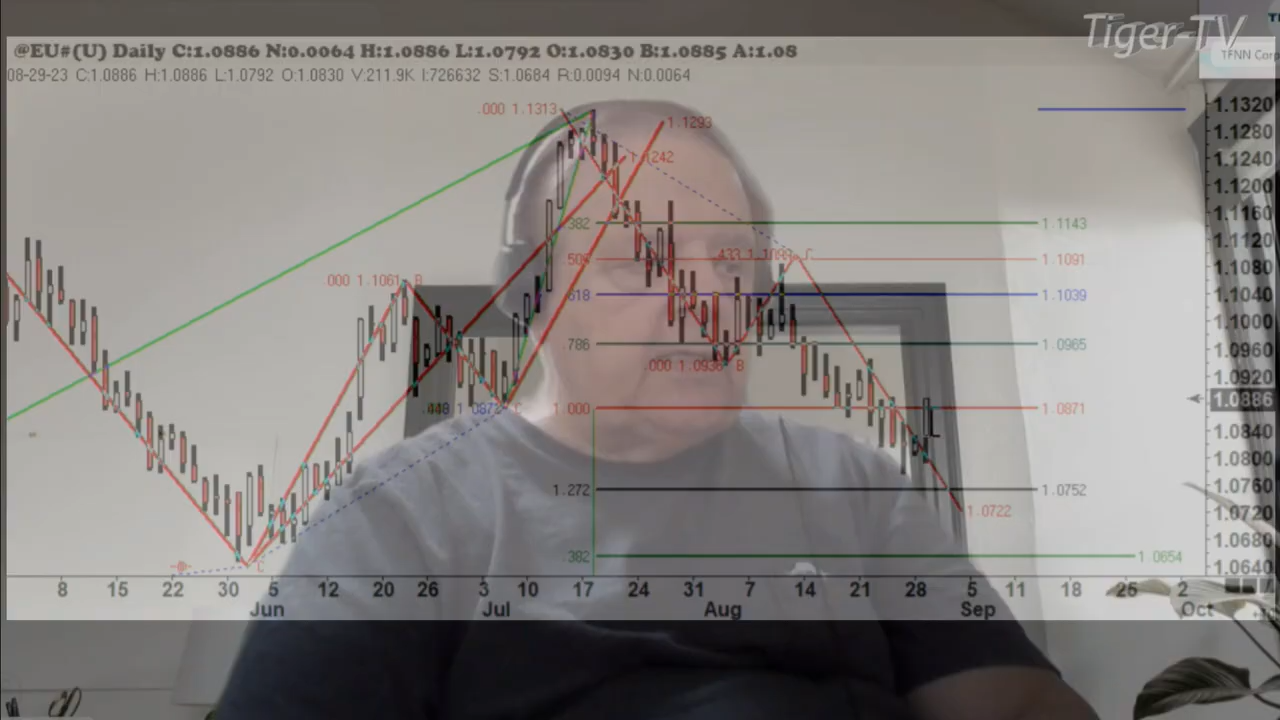 Tiger-TV
TFNN Corp
@EU#(U) Daily C:1.0886 N:0.0064 H:1.0886 L:1.0792 O:1.0830 B:1.0885 A:1.08
08-29-23 C:1.0886 H:1.0886 L:1.0792 O:1.0830 V:211.9K I:726632 S:1.0684 R:0.0094 N:0.0064
.000 1.1313
1.1293
1.1320
1.1280
1.1240
1.1200
1.1160
1.1120
1.1080
1.1040
1.1000
1.0960
1.0920
1.0886
1.0840
1.0800
1.0760
1.0720
1.0680
1.0640
.382 1.1143
1.1091
.618 1.1039
.786 1.0965
1.000 1.0871
1.272 1.0752
.382 1.0654
1.0722
.000 1.1061 B
.448 1.0872 C
.000 1.0936 B
C
8 15 22 30 5 12 20 26 3 10 17 24 31 7 14 21 28 5 11 18 25 2
Jun Jul Aug Sep Oct